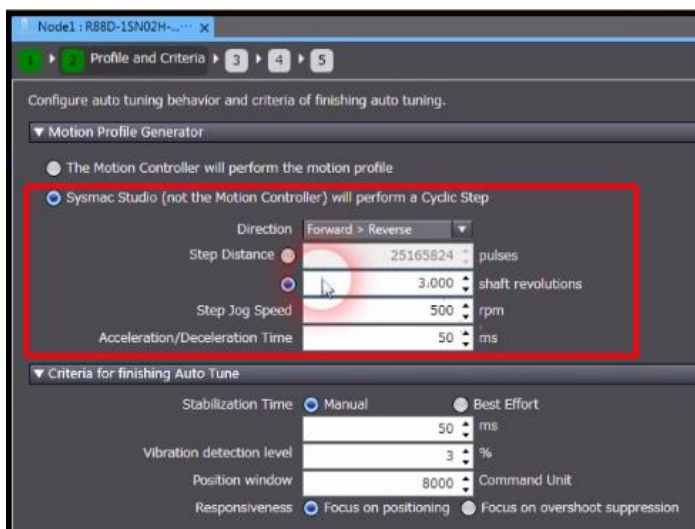 Node1 : R88D-1SN02H-...··· x
1 2 Profile and Criteria 3 4 5
Configure auto tuning behavior and criteria of finishing auto tuning.
Motion Profile Generator
The Motion Controller will perform the motion profile
Sysmac Studio (not the Motion Controller) will perform a Cyclic Step
Direction Forward > Reverse
Step Distance 25165824 pulses
3.000 shaft revolutions
Step Jog Speed 500 rpm
Acceleration/Deceleration Time 50 ms
Criteria for finishing Auto Tune
Stabilization Time Manual Best Effort
50 ms
Vibration detection level 3 %
Position window 8000 Command Unit
Responsiveness Focus on positioning Focus on overshoot suppression